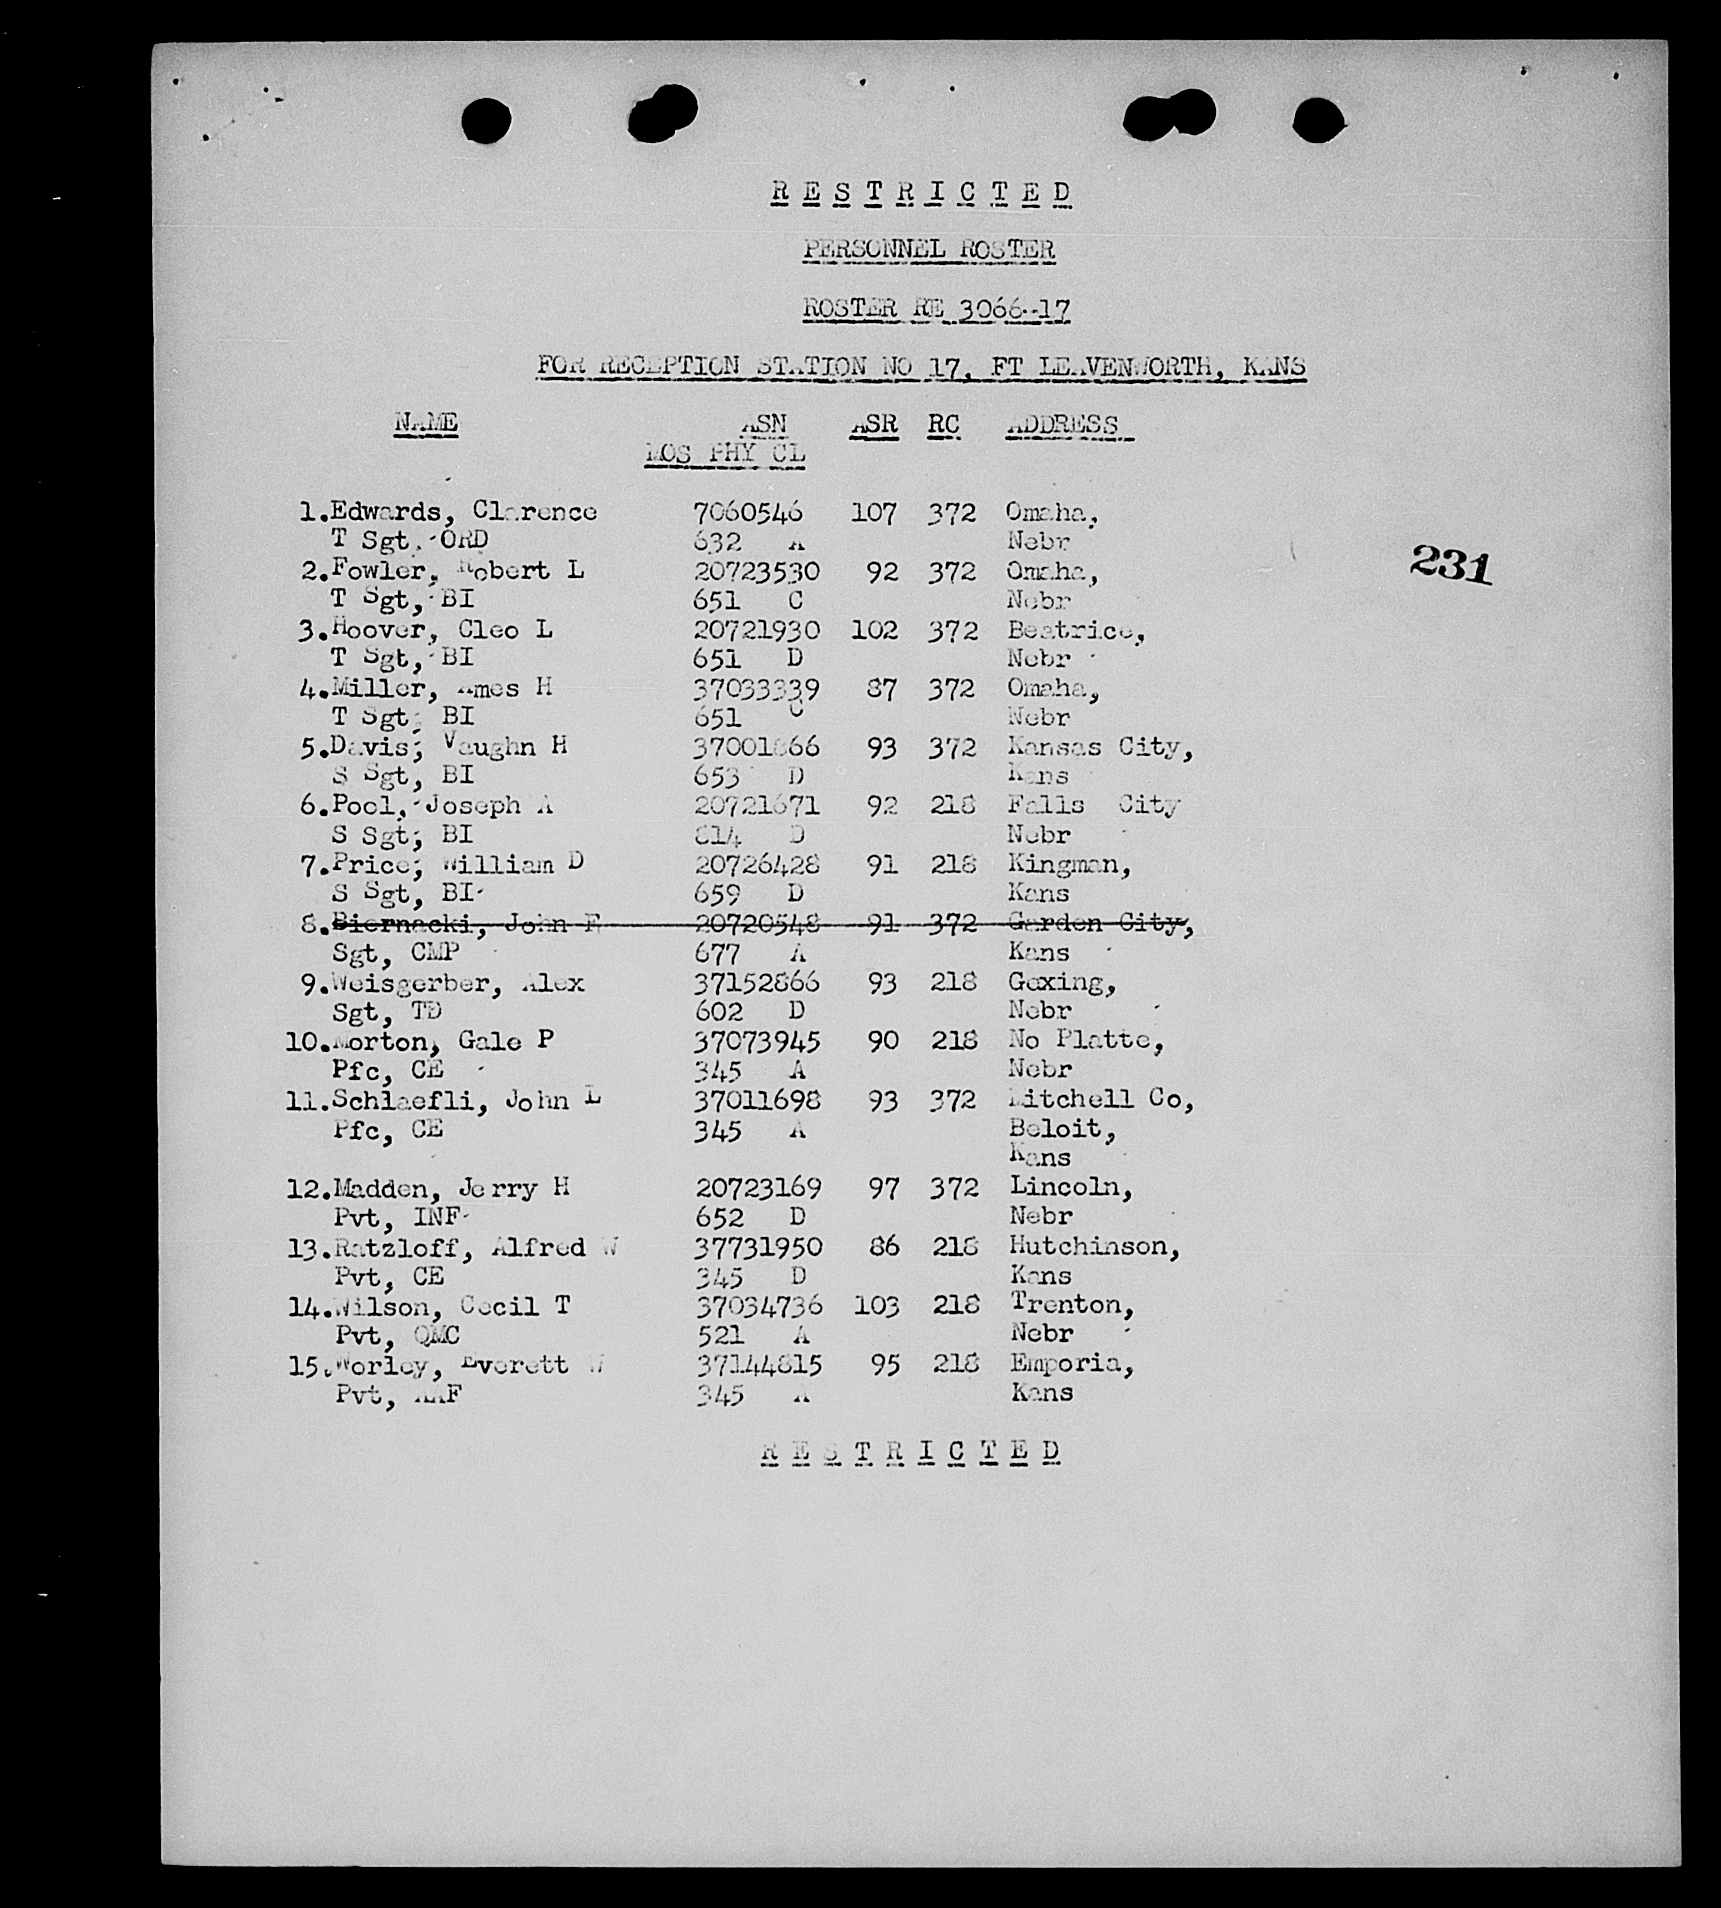 R E S T R I C T E D
PERSONNEL ROSTER
ROSTER RE 3066--17
FOR RECEPTION STATION NO 17, FT LEAVENWORTH, KANS
NAME ASN ASR RC ADDRESS
MOS PHY CL
1.Edwards, Clarence 7060546 107 372 Omaha,
T Sgt, ORD 632 A Nebr
231
2.Fowler, Robert L 20723530 92 372 Omaha,
T Sgt, BI 651 C Nebr
3.Hoover, Cleo L 20721930 102 372 Beatrice,
T Sgt, BI 651 D Nebr
4.Miller, Ames H 37033339 87 372 Omaha,
T Sgt, BI 651 C Nebr
5.Davis, Vaughn H 37001866 93 372 Kansas City,
S Sgt, BI 653 D Kans
6.Pool, Joseph A 20721671 92 218 Falls City
S Sgt, BI 814 D Nebr
7.Price, William D 20726428 91 218 Kingman,
S Sgt, BI 659 D Kans
8.Biernacki, John F 20720548 91 372 Garden City,
Sgt, CMP 677 A Kans
9.Weisgerber, Alex 37152866 93 218 Gexing,
Sgt, TD 602 D Nebr
10.Morton, Gale P 37073945 90 218 No Platte,
Pfc, CE 345 A Nebr
11.Schlaefli, John L 37011698 93 372 Mitchell Co,
Pfc, CE 345 A Beloit,
Kans
12.Madden, Jerry H 20723169 97 372 Lincoln,
Pvt, INF 652 D Nebr
13.Ratzloff, Alfred W 37731950 86 218 Hutchinson,
Pvt, CE 345 D Kans
14.Wilson, Cecil T 37034736 103 218 Trenton,
Pvt, QMC 521 A Nebr
15.Worley, Everett W 37144815 95 218 Emporia,
Pvt, AAF 345 A Kans
R E S T R I C T E D